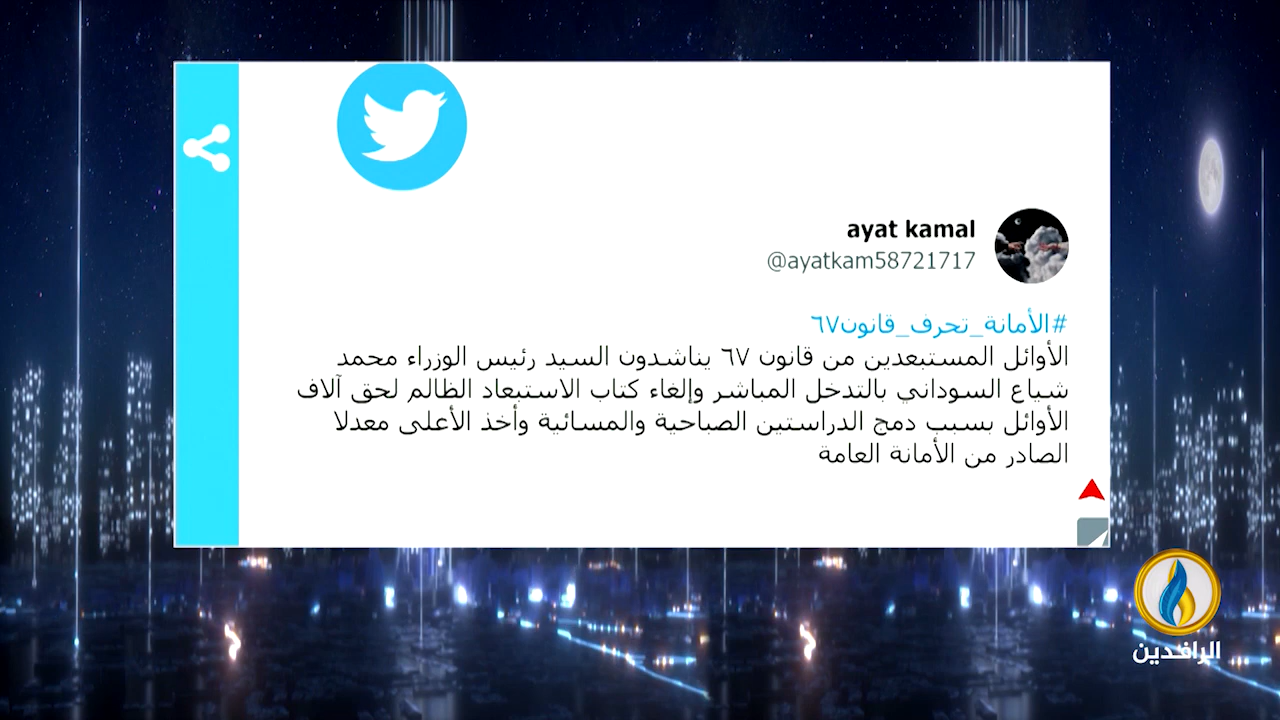 ayat kamal
@ayatkam58721717
#الأمانة_تحرف_قانون٦٧
الأوائل المستبعدين من قانون ٦٧ يناشدون السيد رئيس الوزراء محمد
شياع السوداني بالتدخل المباشر وإلغاء كتاب الاستبعاد الظالم لحق آلاف
الأوائل بسبب دمج الدراستين الصباحية والمسائية وأخذ الأعلى معدلا
الصادر من الأمانة العامة
الرافدين